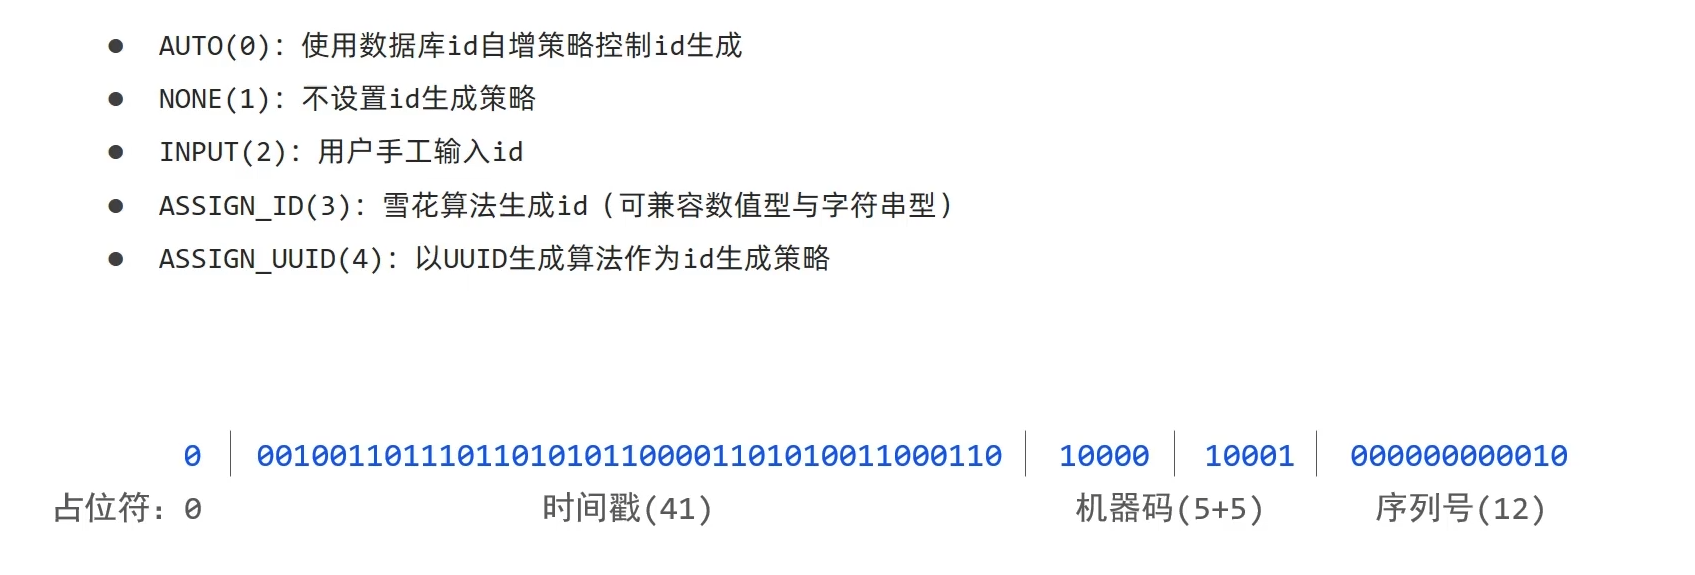 ● AUTO(0): 使用数据库id自增策略控制id生成
● NONE(1): 不设置id生成策略
● INPUT(2): 用户手工输入id
● ASSIGN_ID(3): 雪花算法生成id（可兼容数值型与字符串型）
● ASSIGN_UUID(4): 以UUID生成算法作为id生成策略
0 | 00100110111011010101100001101010011000110 | 10000 | 10001 | 000000000010
占位符: 0 时间戳(41) 机器码(5+5) 序列号(12)